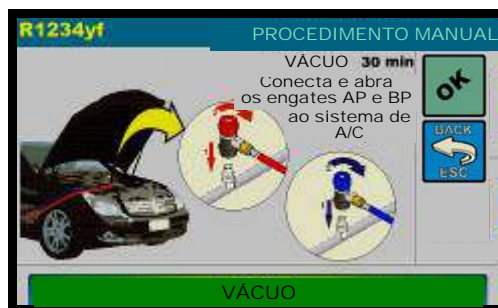 R1234yf
PROCEDIMENTO MANUAL
VÁCUO 30 min
Conecta e abra
os engates AP e BP
ao sistema de
A/C
OK
BACK
ESC
VÁCUO